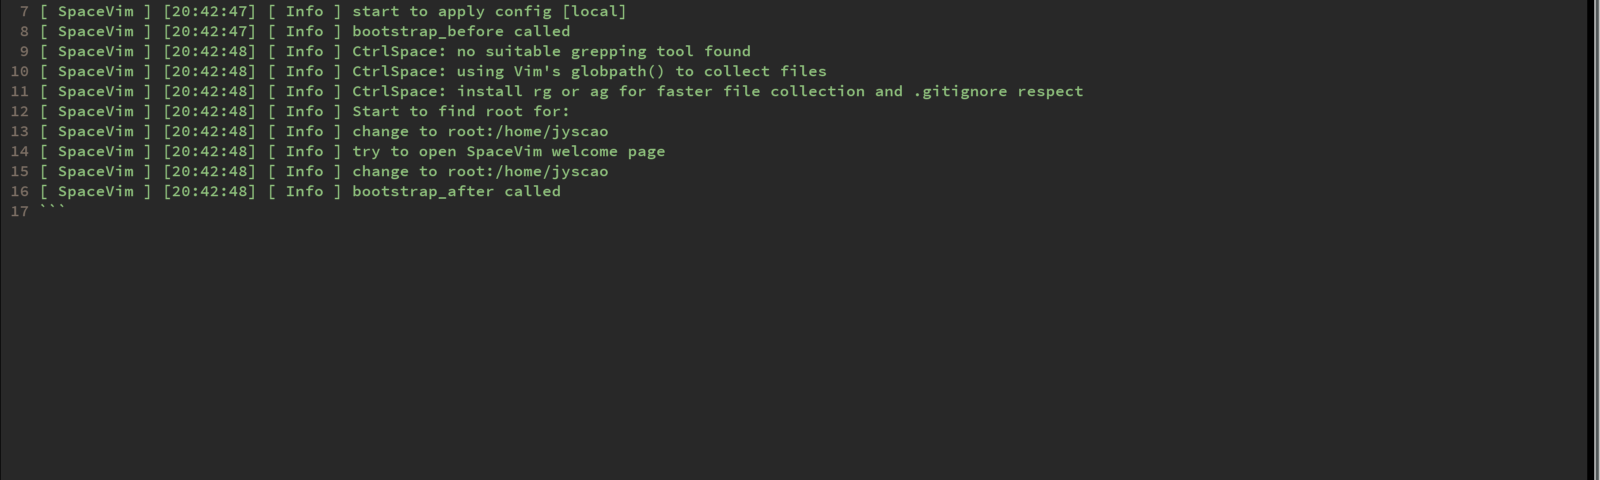 7 [ SpaceVim ] [20:42:47] [ Info ] start to apply config [local]
8 [ SpaceVim ] [20:42:47] [ Info ] bootstrap_before called
9 [ SpaceVim ] [20:42:48] [ Info ] CtrlSpace: no suitable grepping tool found
10 [ SpaceVim ] [20:42:48] [ Info ] CtrlSpace: using Vim's globpath() to collect files
11 [ SpaceVim ] [20:42:48] [ Info ] CtrlSpace: install rg or ag for faster file collection and .gitignore respect
12 [ SpaceVim ] [20:42:48] [ Info ] Start to find root for:
13 [ SpaceVim ] [20:42:48] [ Info ] change to root:/home/jyscao
14 [ SpaceVim ] [20:42:48] [ Info ] try to open SpaceVim welcome page
15 [ SpaceVim ] [20:42:48] [ Info ] change to root:/home/jyscao
16 [ SpaceVim ] [20:42:48] [ Info ] bootstrap_after called
17 ```